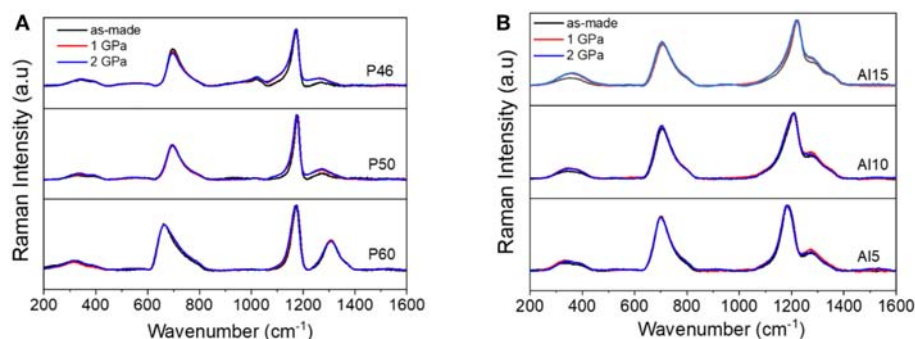 A
as-made
1 GPa
2 GPa
P46
P50
P60
Raman Intensity (a.u)
200 400 600 800 1000 1200 1400 1600
Wavenumber (cm⁻¹)
B
as-made
1 GPa
2 GPa
Al15
Al10
Al5
Raman Intensity (a.u)
200 400 600 800 1000 1200 1400 1600
Wavenumber (cm⁻¹)